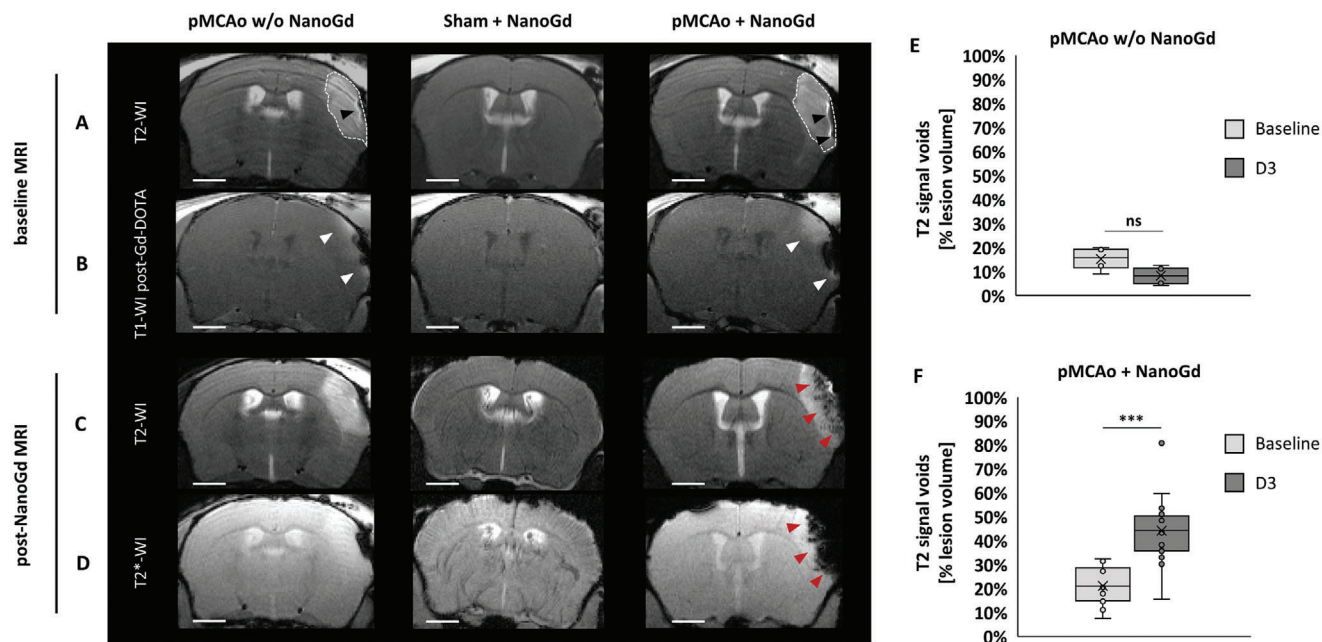 pMCAo w/o NanoGd
Sham + NanoGd
pMCAo + NanoGd
baseline MRI
A
T2-WI
B
T1-WI post-Gd-DOTA
post-NanoGd MRI
C
T2-WI
D
T2*-WI
E
pMCAo w/o NanoGd
T2 signal voids
[% lesion volume]
100%
90%
80%
70%
60%
50%
40%
30%
20%
10%
0%
ns
Baseline
D3
F
pMCAo + NanoGd
T2 signal voids
[% lesion volume]
100%
90%
80%
70%
60%
50%
40%
30%
20%
10%
0%
***
Baseline
D3